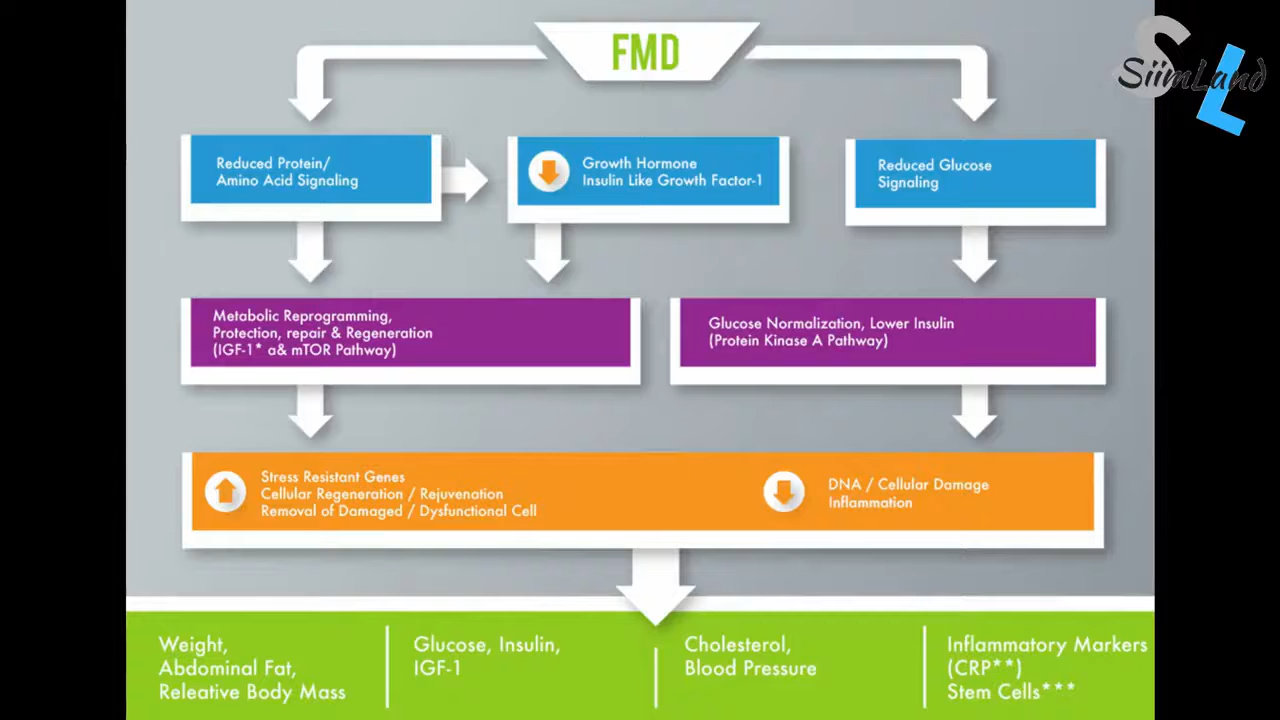 FMD
SiimLand
Reduced Protein/
Amino Acid Signaling
Growth Hormone
Insulin Like Growth Factor-1
Reduced Glucose
Signaling
Metabolic Reprogramming,
Protection, repair & Regeneration
(IGF-1* a& mTOR Pathway)
Glucose Normalization, Lower Insulin
(Protein Kinase A Pathway)
Stress Resistant Genes
Cellular Regeneration / Rejuvenation
Removal of Damaged / Dysfunctional Cell
DNA / Cellular Damage
Inflammation
Weight,
Abdominal Fat,
Releative Body Mass
Glucose, Insulin,
IGF-1
Cholesterol,
Blood Pressure
Inflammatory Markers
(CRP**)
Stem Cells***